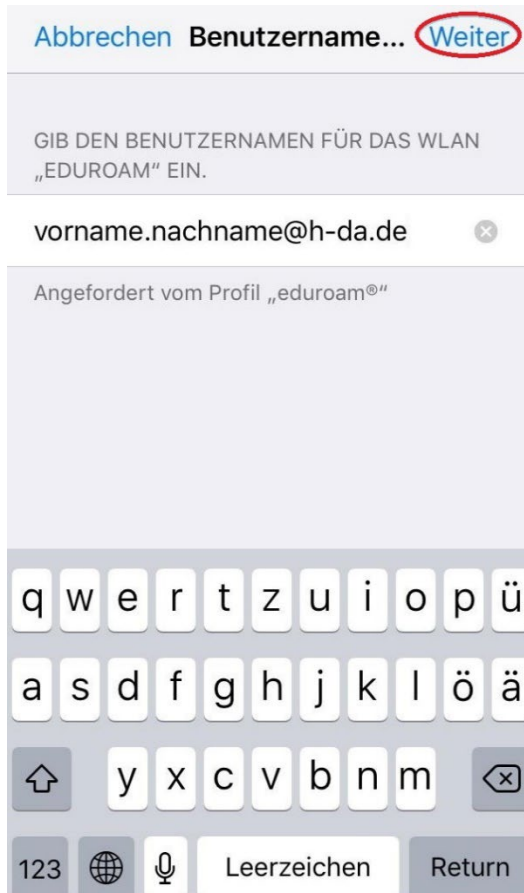 Abbrechen Benutzername... Weiter
GIB DEN BENUTZERNAMEN FÜR DAS WLAN
„EDUROAM“ EIN.
vorname.nachname@h-da.de
Angefordert vom Profil „eduroam®“
q w e r t z u i o p ü
a s d f g h j k l ö ä
y x c v b n m
123 Leerzeichen Return